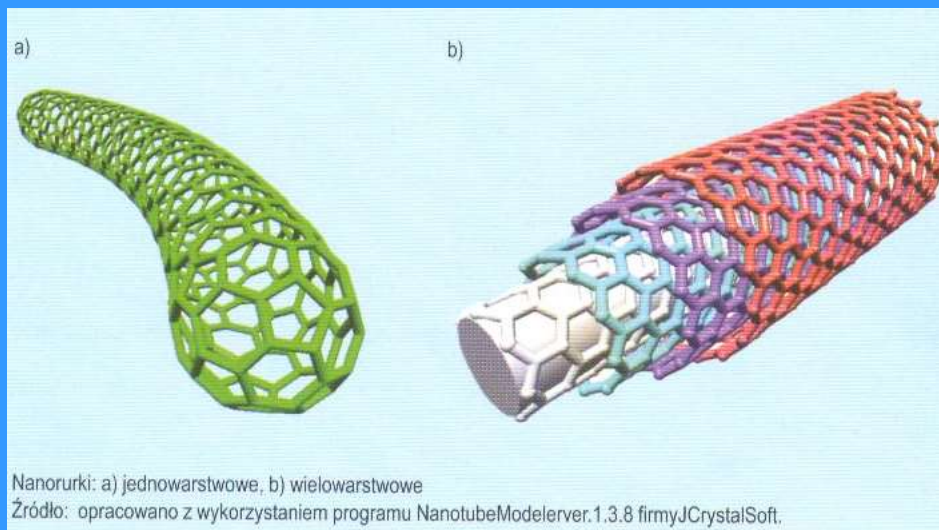 a)
b)
Nanorurki: a) jednowarstwowe, b) wielowarstwowe
Źródło: opracowano z wykorzystaniem programu NanotubeModelerver.1.3.8 firmyJCrystalSoft.